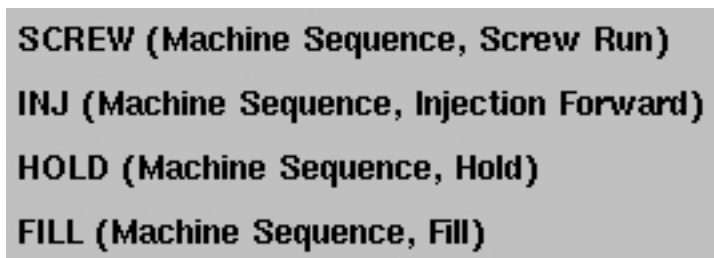 SCREW (Machine Sequence, Screw Run)
INJ (Machine Sequence, Injection Forward)
HOLD (Machine Sequence, Hold)
FILL (Machine Sequence, Fill)